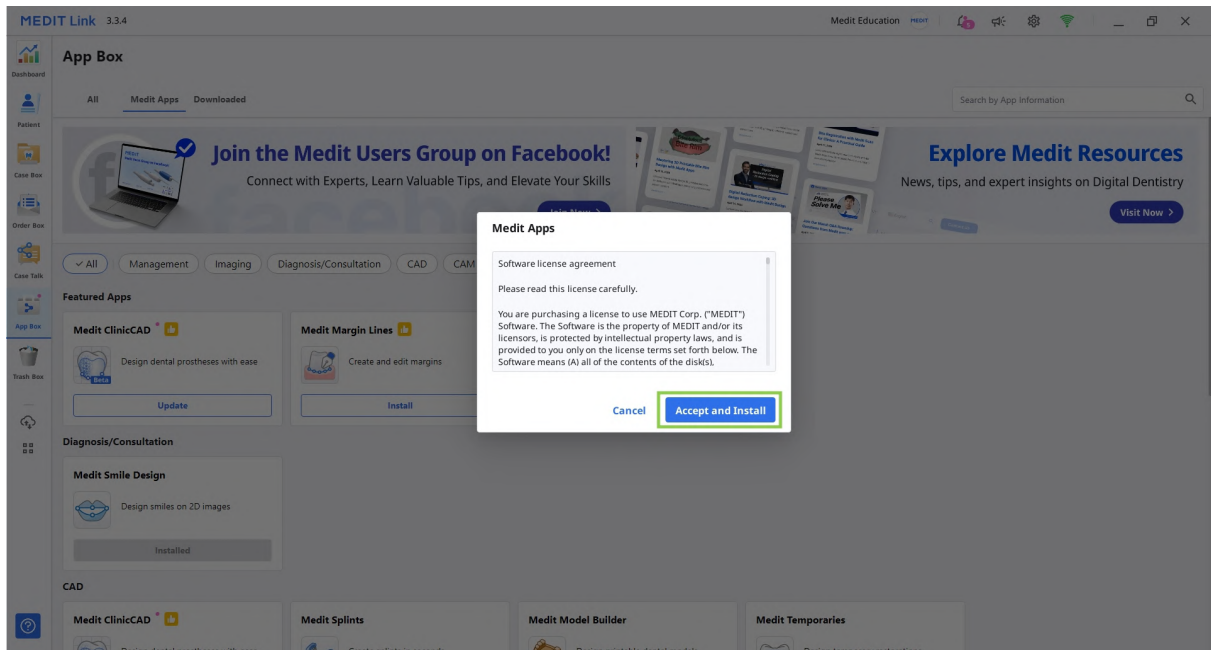 MEDIT Link 3.3.4
Medit Education MEDIT
Dashboard
Patient
Case Box
Order Box
Case Talk
App Box
Trash Box
App Box
All Medit Apps Downloaded
Search by App Information
Join the Medit Users Group on Facebook!
Connect with Experts, Learn Valuable Tips, and Elevate Your Skills
Join Now >
Explore Medit Resources
News, tips, and expert insights on Digital Dentistry
Visit Now >
Please
Solve Me
All Management Imaging Diagnosis/Consultation CAD CAM
Medit Apps
Software license agreement
Please read this license carefully.
You are purchasing a license to use MEDIT Corp. ("MEDIT")
Software. The Software is the property of MEDIT and/or its
licensors, is protected by intellectual property laws, and is
provided to you only on the license terms set forth below. The
Software means (A) all of the contents of the disk(s),
Cancel Accept and Install
Featured Apps
Medit ClinicCAD
Beta
Design dental prostheses with ease
Update
Medit Margin Lines
Create and edit margins
Install
Diagnosis/Consultation
Medit Smile Design
Design smiles on 2D images
Installed
CAD
Medit ClinicCAD
Medit Splints
Medit Model Builder
Medit Temporaries